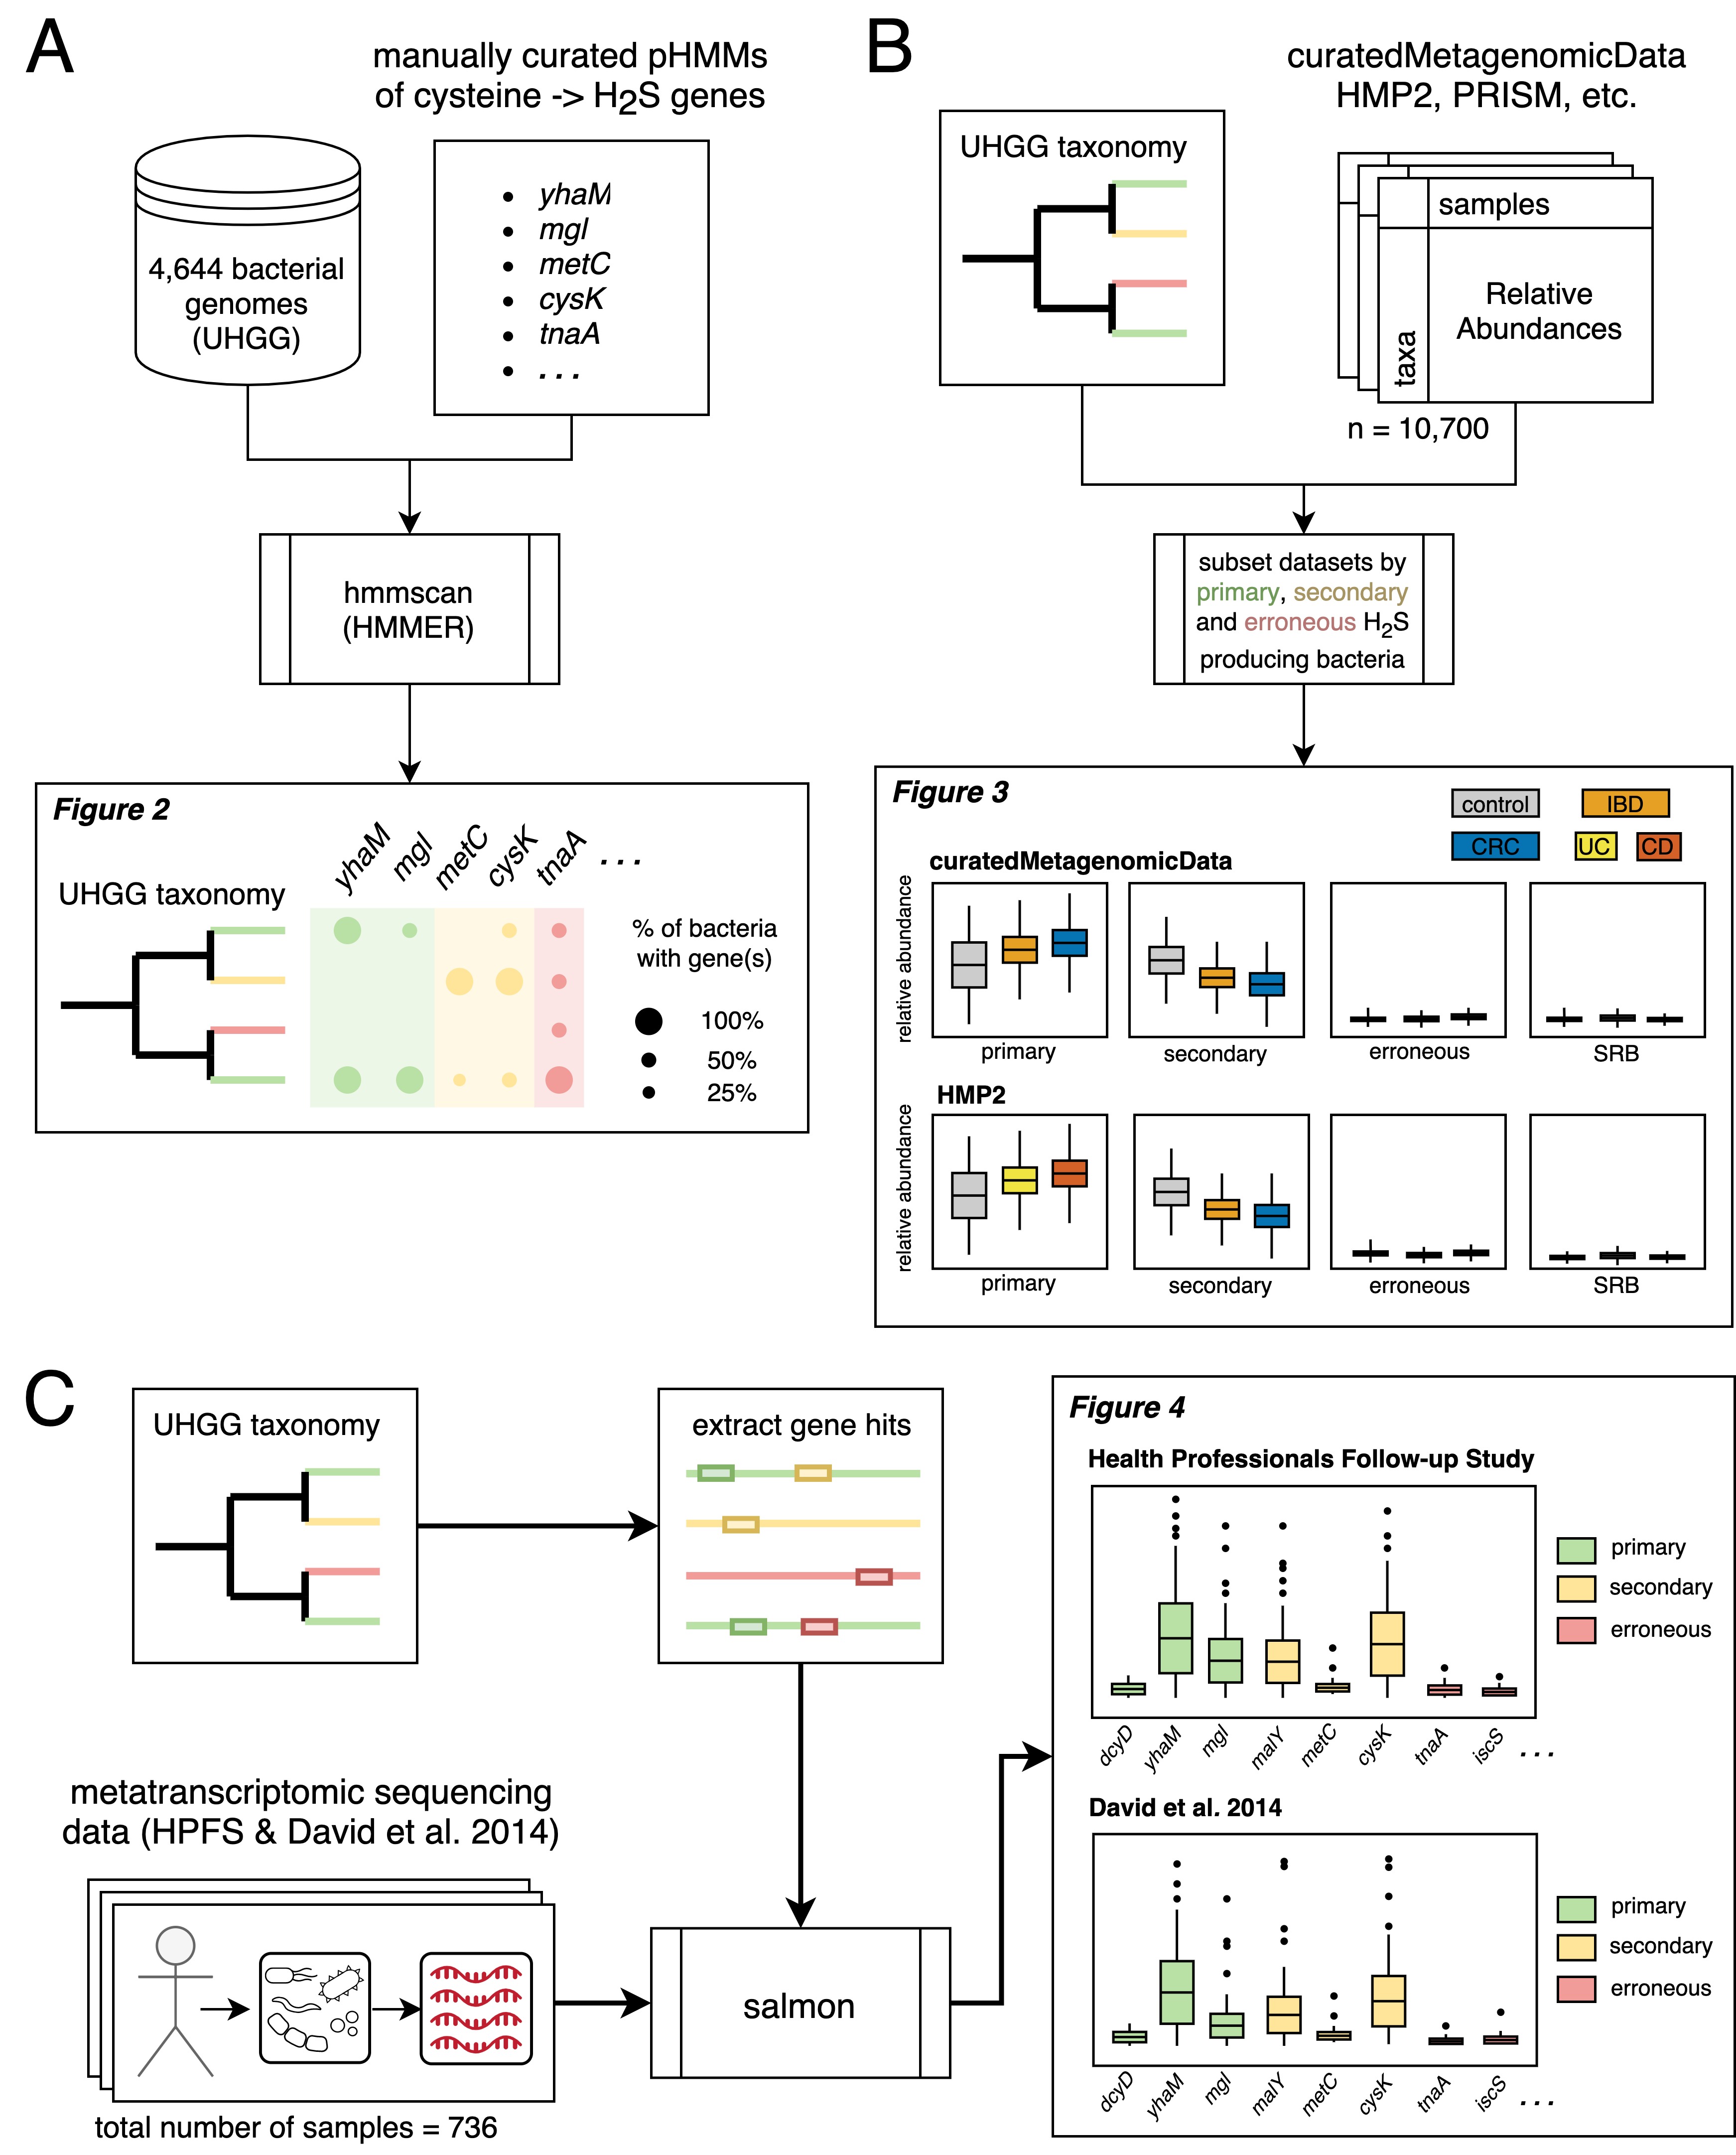 A
manually curated pHMMs
of cysteine -> H2S genes
4,644 bacterial
genomes
(UHGG)
• yhaM
• mgl
• metC
• cysK
• tnaA
• ...
hmmscan
(HMMER)
Figure 2
yhaM mgl metC cysK tnaA ...
UHGG taxonomy
% of bacteria
with gene(s)
100%
50%
25%
B
curatedMetagenomicData
HMP2, PRISM, etc.
UHGG taxonomy
samples
taxa
Relative
Abundances
n = 10,700
subset datasets by
primary, secondary
and erroneous H2S
producing bacteria
Figure 3
control IBD
CRC UC CD
curatedMetagenomicData
relative abundance
primary secondary erroneous SRB
HMP2
relative abundance
primary secondary erroneous SRB
C
UHGG taxonomy
extract gene hits
metatranscriptomic sequencing
data (HPFS & David et al. 2014)
total number of samples = 736
salmon
Figure 4
Health Professionals Follow-up Study
primary
secondary
erroneous
dcyD yhaM mgl malY metC cysK tnaA iscS ...
David et al. 2014
primary
secondary
erroneous
dcyD yhaM mgl malY metC cysK tnaA iscS ...